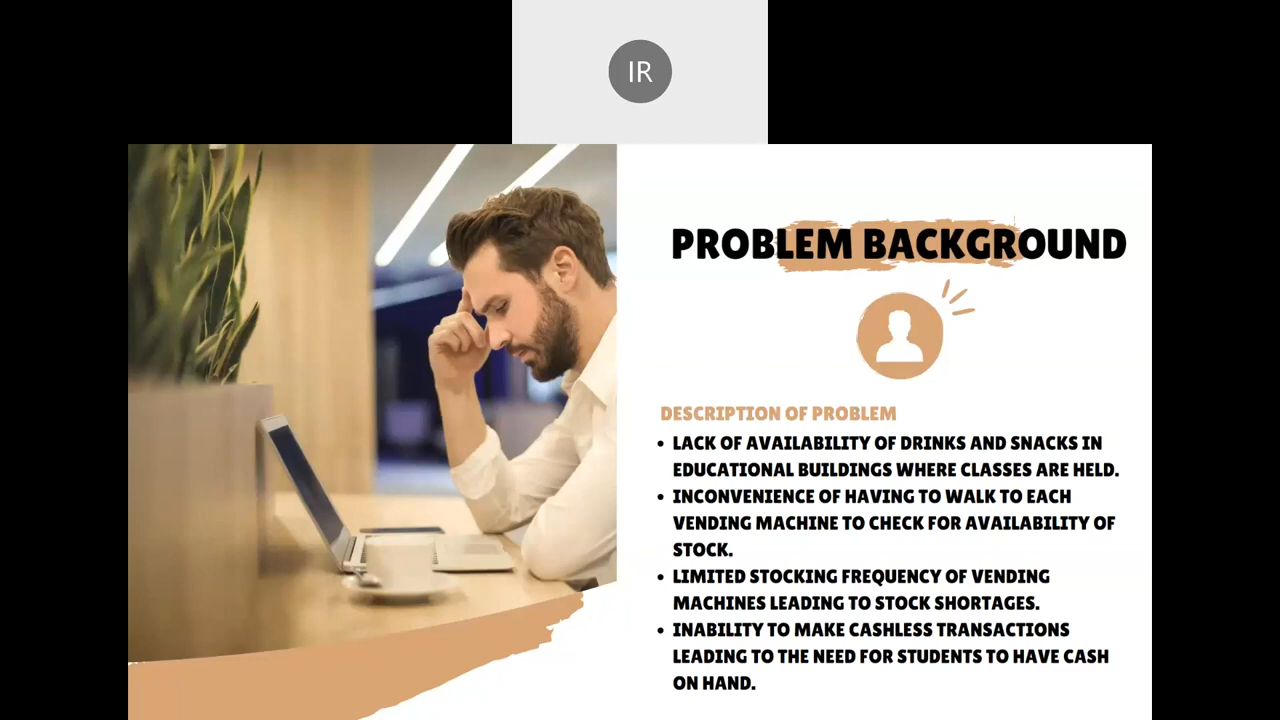 IR
PROBLEM BACKGROUND
DESCRIPTION OF PROBLEM
• LACK OF AVAILABILITY OF DRINKS AND SNACKS IN
EDUCATIONAL BUILDINGS WHERE CLASSES ARE HELD.
• INCONVENIENCE OF HAVING TO WALK TO EACH
VENDING MACHINE TO CHECK FOR AVAILABILITY OF
STOCK.
• LIMITED STOCKING FREQUENCY OF VENDING
MACHINES LEADING TO STOCK SHORTAGES.
• INABILITY TO MAKE CASHLESS TRANSACTIONS
LEADING TO THE NEED FOR STUDENTS TO HAVE CASH
ON HAND.